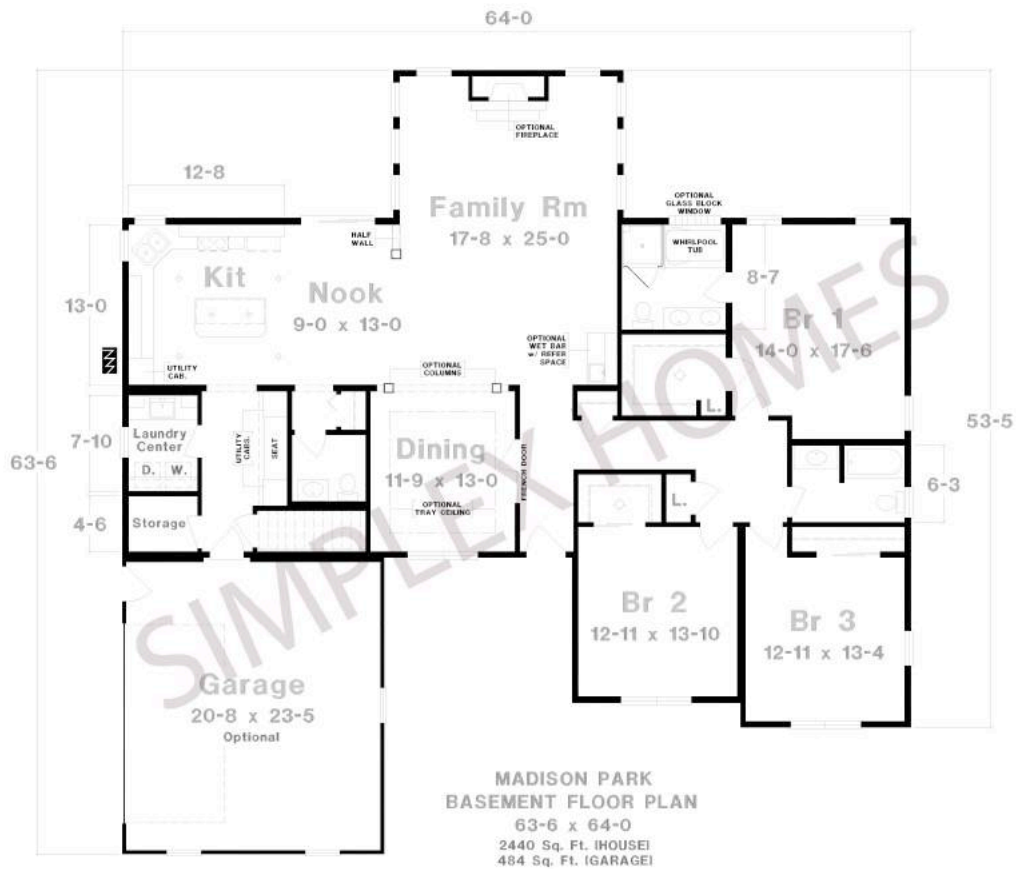 64-0
OPTIONAL
FIREPLACE
12-8
Family Rm
17-8 x 25-0
OPTIONAL
GLASS BLOCK
WINDOW
HALF
WALL
WHIRLPOOL
TUB
Kit
8-7
13-0
Nook
9-0 x 13-0
Br 1
14-0 x 17-6
OPTIONAL
WET BAR
w/ REFER
SPACE
UTILITY
CAB.
OPTIONAL
COLUMNS
L.
53-5
7-10
Laundry
Center
D. W.
UTILITY
CABS.
SEAT
Dining
11-9 x 13-0
OPTIONAL
TRAY CEILING
FRENCH DOOR
63-6
6-3
L.
4-6
Storage
Br 2
12-11 x 13-10
Br 3
12-11 x 13-4
Garage
20-8 x 23-5
Optional
SIMPLEX HOMES
MADISON PARK
BASEMENT FLOOR PLAN
63-6 x 64-0
2440 Sq. Ft. (HOUSE)
484 Sq. Ft. (GARAGE)